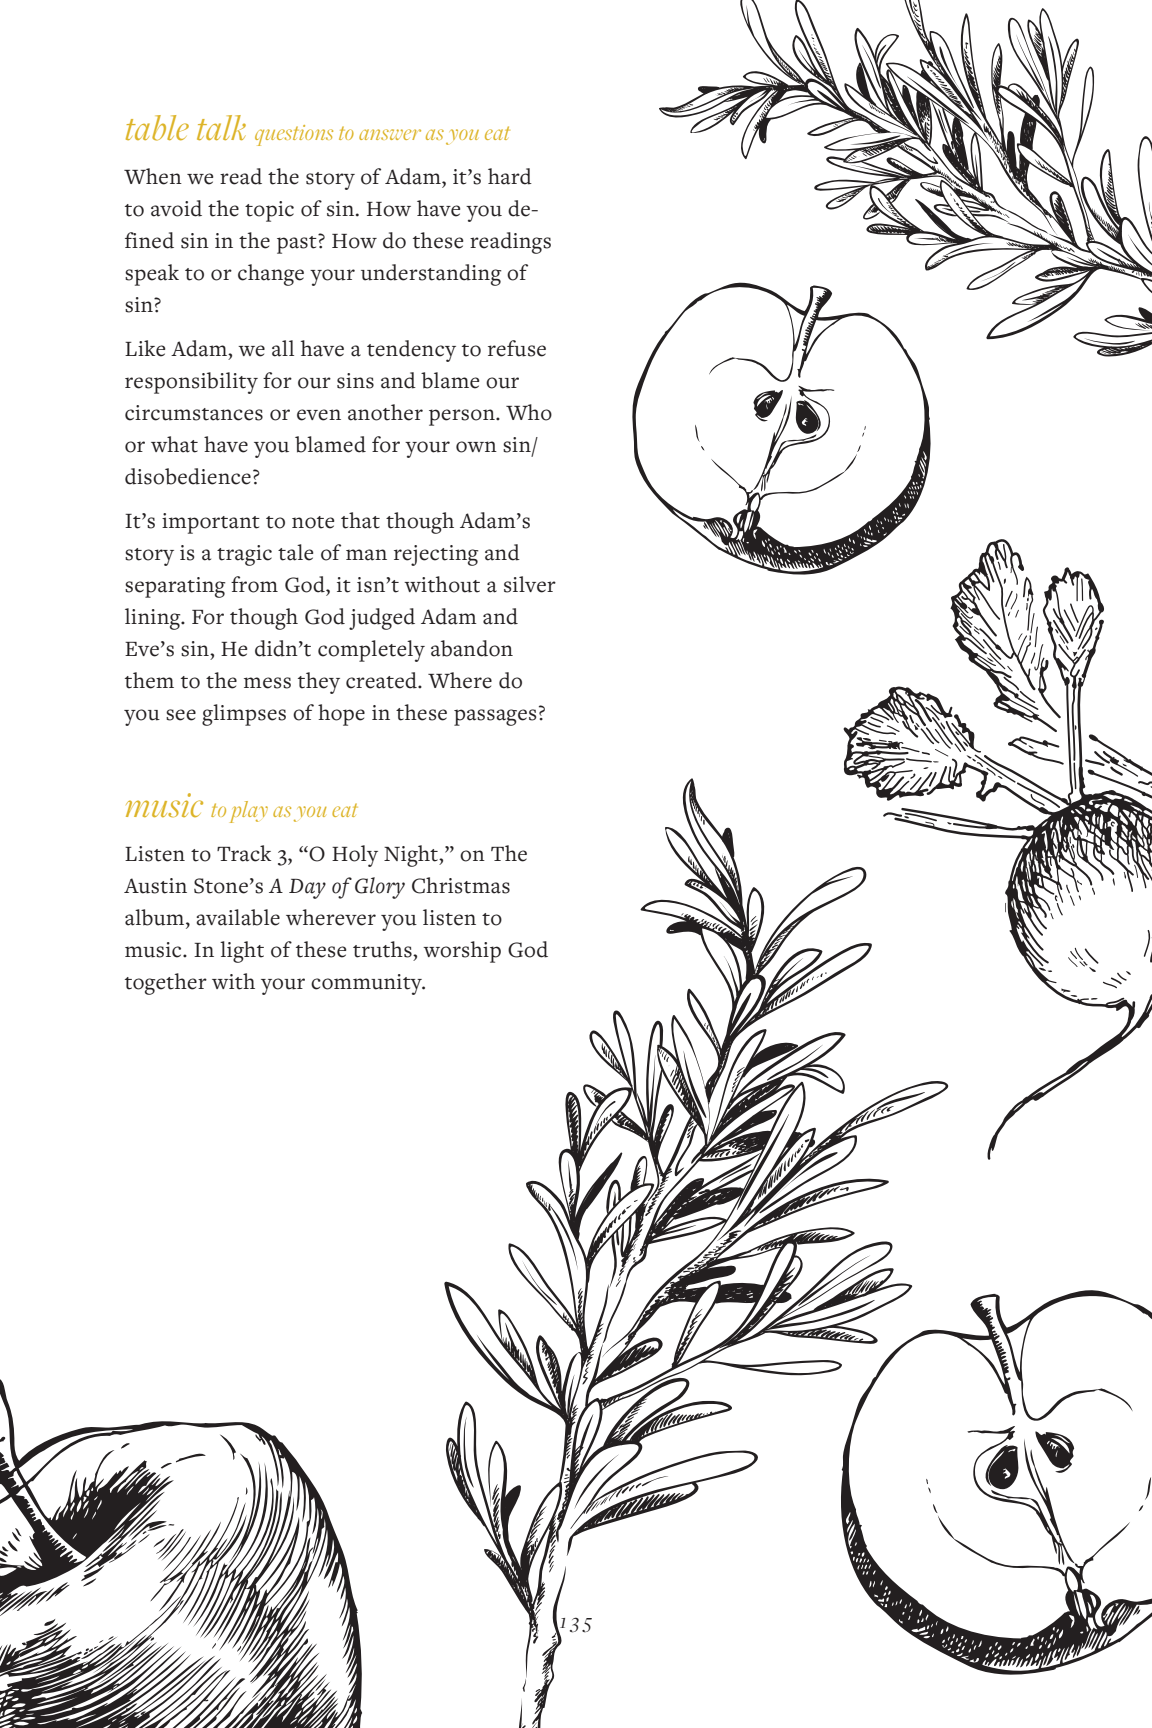 table talk questions to answer as you eat
When we read the story of Adam, it’s hard
to avoid the topic of sin. How have you de-
fined sin in the past? How do these readings
speak to or change your understanding of
sin?
Like Adam, we all have a tendency to refuse
responsibility for our sins and blame our
circumstances or even another person. Who
or what have you blamed for your own sin/
disobedience?
It’s important to note that though Adam’s
story is a tragic tale of man rejecting and
separating from God, it isn’t without a silver
lining. For though God judged Adam and
Eve’s sin, He didn’t completely abandon
them to the mess they created. Where do
you see glimpses of hope in these passages?
music to play as you eat
Listen to Track 3, “O Holy Night,” on The
Austin Stone’s A Day of Glory Christmas
album, available wherever you listen to
music. In light of these truths, worship God
together with your community.
135